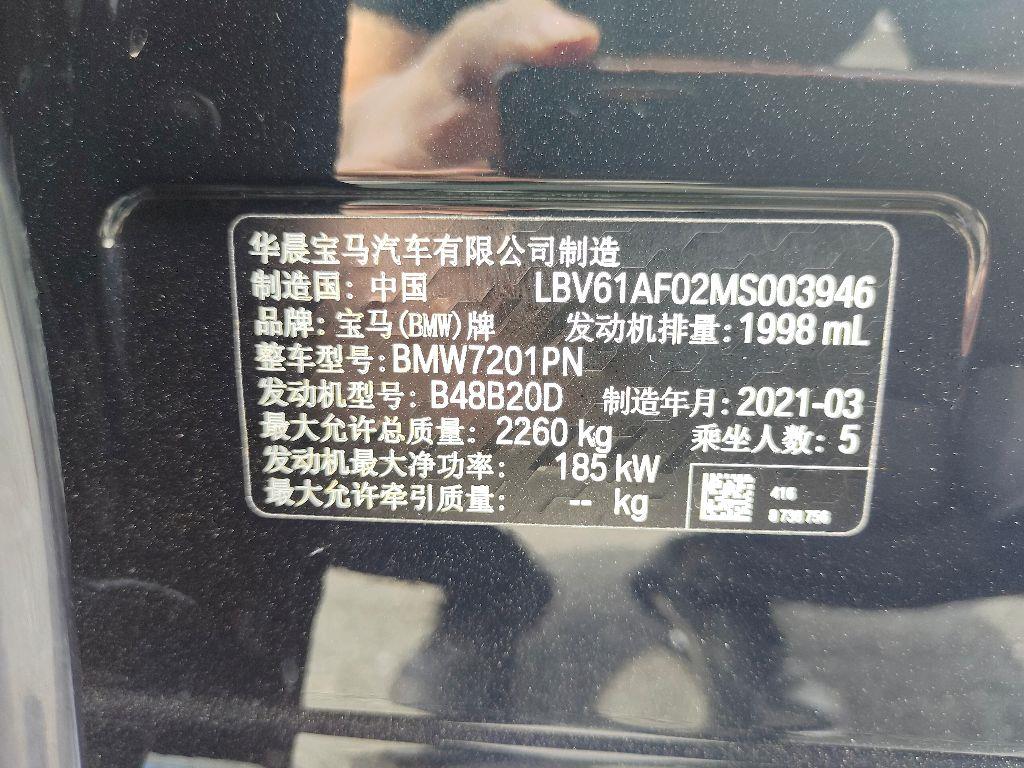 华晨宝马汽车有限公司制造
制造国：中国 LBV61AF02MS003946
品牌：宝马(BMW)牌 发动机排量：1998 mL
整车型号：BMW7201PN
发动机型号：B48B20D 制造年月：2021-03
最大允许总质量：2260 kg 乘坐人数：5
发动机最大净功率：185 kW
最大允许牵引质量：-- kg
416